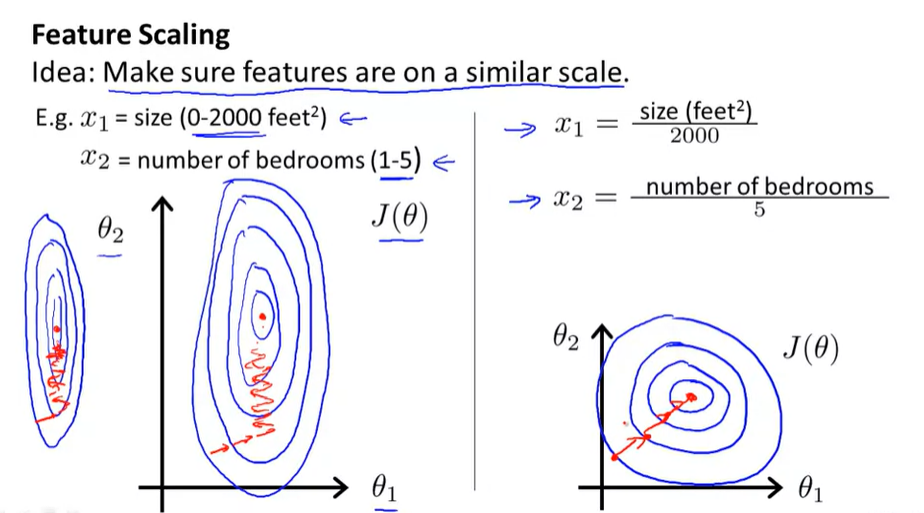 Feature Scaling
Idea: Make sure features are on a similar scale.
E.g. x₁ = size (0-2000 feet²)
x₂ = number of bedrooms (1-5)
θ₂
J(θ)
θ₁
x₁ = size (feet²) / 2000
x₂ = number of bedrooms / 5
θ₂
J(θ)
θ₁